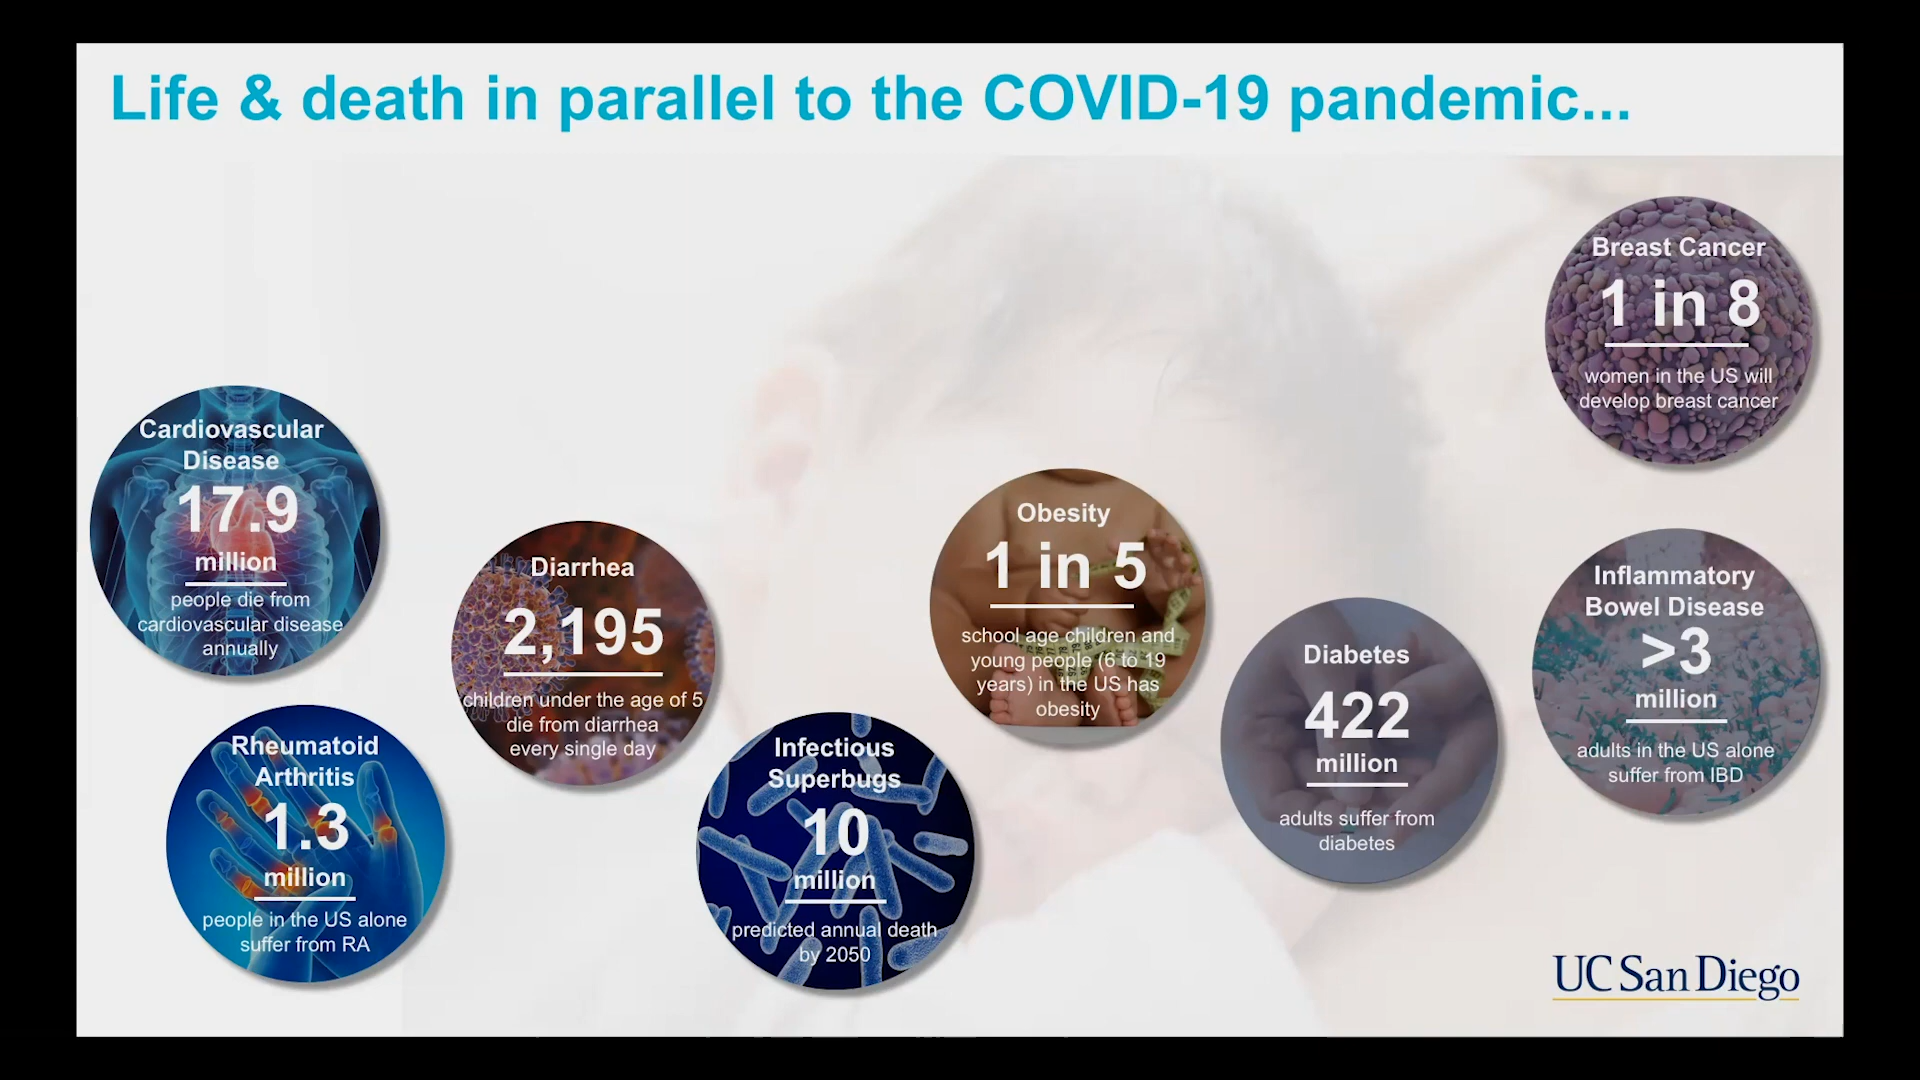 Life & death in parallel to the COVID-19 pandemic...
Cardiovascular
Disease
17.9
million
people die from
cardiovascular disease
annually
Rheumatoid
Arthritis
1.3
million
people in the US alone
suffer from RA
Diarrhea
2,195
children under the age of 5
die from diarrhea
every single day
Infectious
Superbugs
10
million
predicted annual death
by 2050
Obesity
1 in 5
school age children and
young people (6 to 19
years) in the US has
obesity
Diabetes
422
million
adults suffer from
diabetes
Breast Cancer
1 in 8
women in the US will
develop breast cancer
Inflammatory
Bowel Disease
>3
million
adults in the US alone
suffer from IBD
UC San Diego